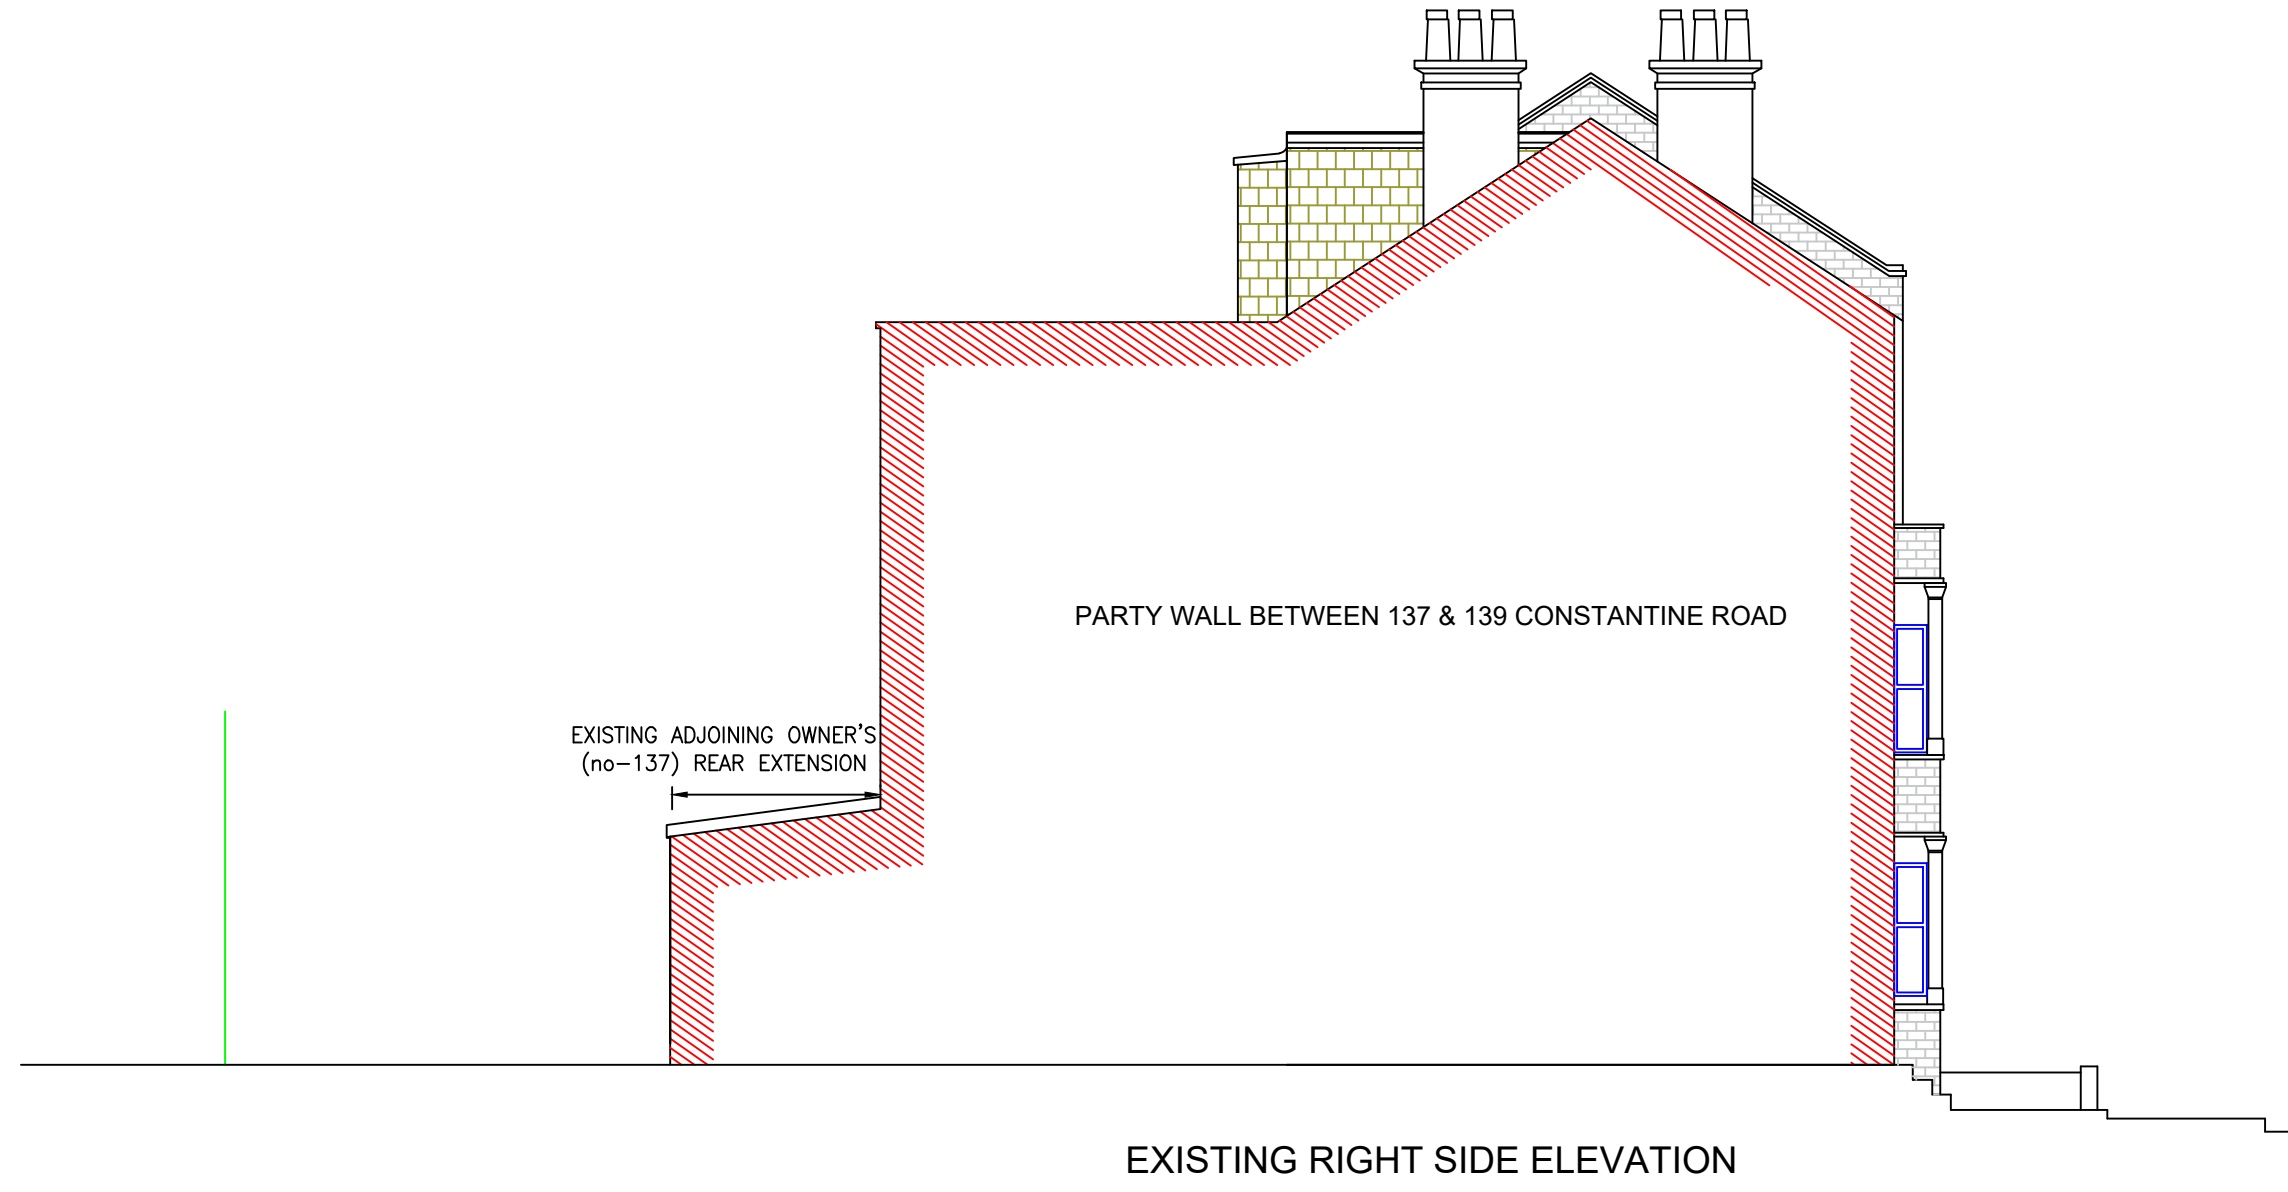 PARTY WALL BETWEEN 137 & 139 CONSTANTINE ROAD
EXISTING ADJOINING OWNER'S
(no-137) REAR EXTENSION
EXISTING RIGHT SIDE ELEVATION